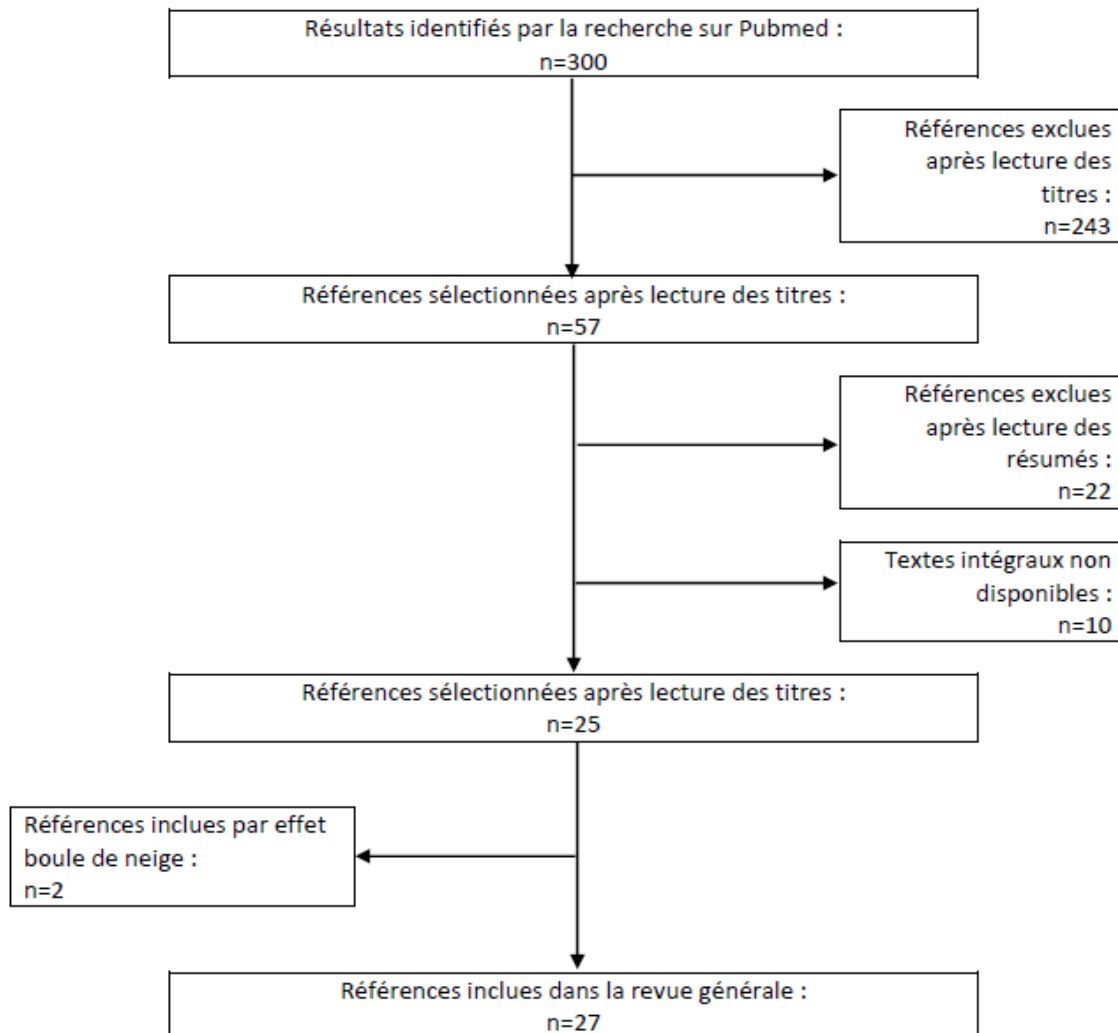 Résultats identifiés par la recherche sur Pubmed :
n=300
Références exclues
après lecture des
titres :
n=243
Références sélectionnées après lecture des titres :
n=57
Références exclues
après lecture des
résumés :
n=22
Textes intégraux non
disponibles :
n=10
Références sélectionnées après lecture des titres :
n=25
Références inclues par effet
boule de neige :
n=2
Références inclues dans la revue générale :
n=27